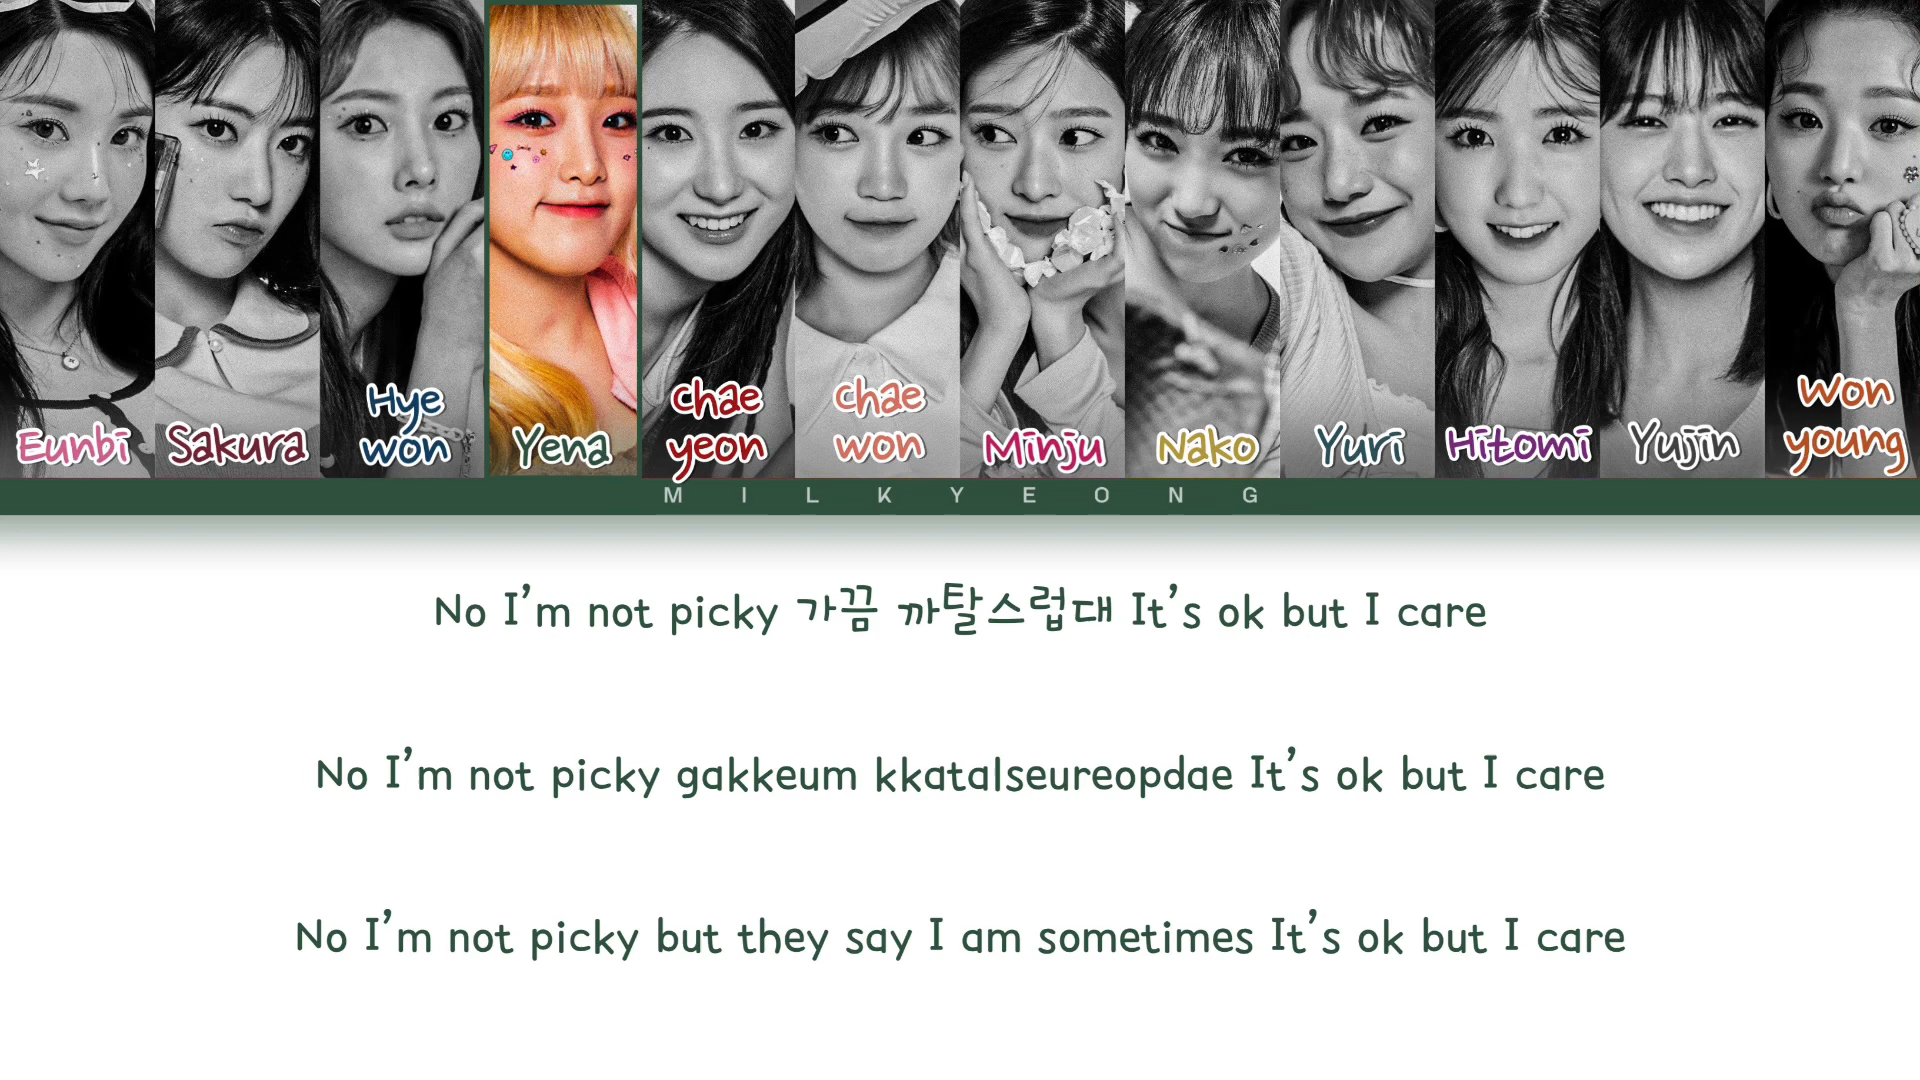 Eunbi
Sakura
Hye
won
Yena
chae
yeon
chae
won
Minju
Nako
Yuri
Hitomi
Yujin
Won
young
MILKYEONG
No I'm not picky 가끔 까탈스럽대 It's ok but I care
No I'm not picky gakkeum kkatalseureopdae It's ok but I care
No I'm not picky but they say I am sometimes It's ok but I care